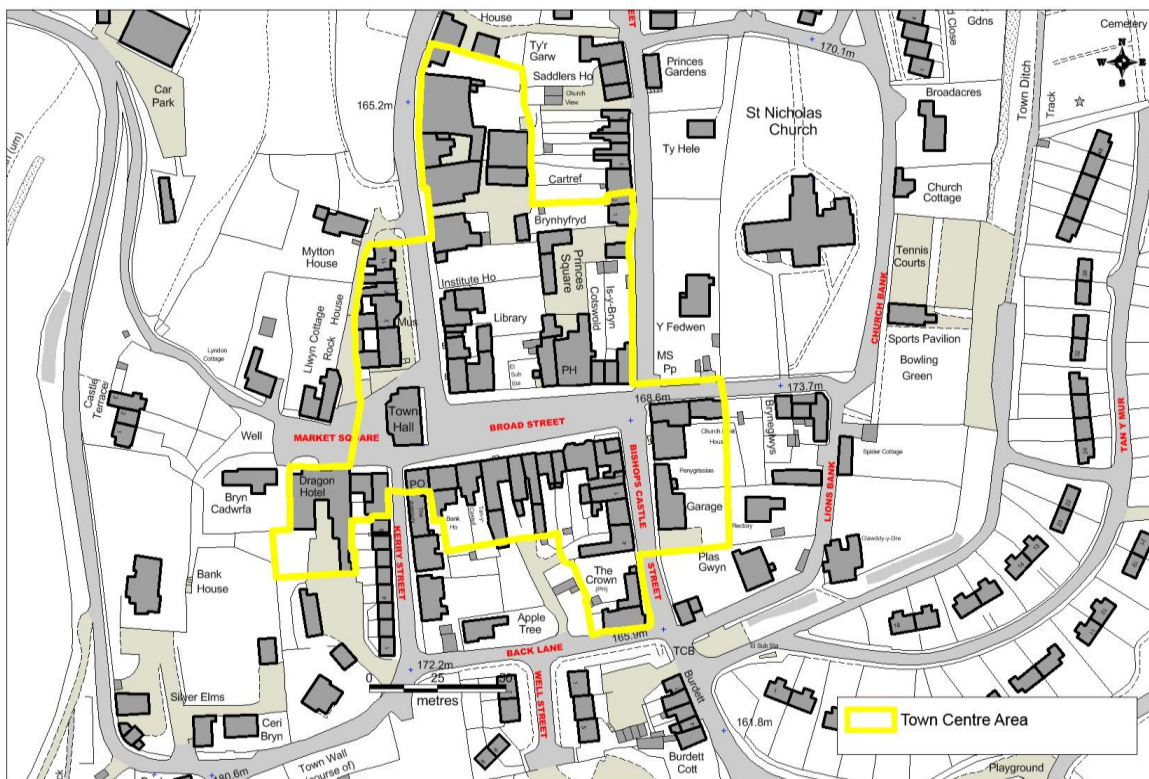 House
Car
Park
165.2m
Ty'r
Garw
Saddlers Ho
Church
View
Princes
Gardens
170.1m
Gdns
Cemetery
N
W
E
S
Town Ditch
Track
Broadacres
St Nicholas
Church
Ty Hele
Cartref
Church
Cottage
Brynhyfryd
Mytton
House
Tennis
Courts
Institute Ho
Princes
Square
Is-y-Bryn
Cotswold
CHURCH BANK
Library
Mus
Llwyn Cottage
Rock House
Y Fedwen
Sports Pavilion
Bowling
Green
Lyndon
Cottage
El
Sub
Sta
PH
MS
Pp
173.7m
168.6m
Castle
Terrace
Town
Hall
BROAD STREET
Well
MARKET SQUARE
Brynegwys
TAN Y MUR
BISHOPS CASTLE
STREET
Penygrissian
Spider Cottage
LIONS BANK
Dragon
Hotel
PO
Bryn
Cadwrfa
Bank
Ho
Garage
Rectory
KERRY STREET
Plas
Gwyn
Bank
House
The
Crown
(PH)
Apple
Tree
165.9m
BACK LANE
TCB
El Sub Sta
172.2m
0
25
metres
WELL STREET
Burdett
161.8m
Silver Elms
Ceri
Bryn
Town Wall
(course of)
Burdett
Cott
Playground
Town Centre Area